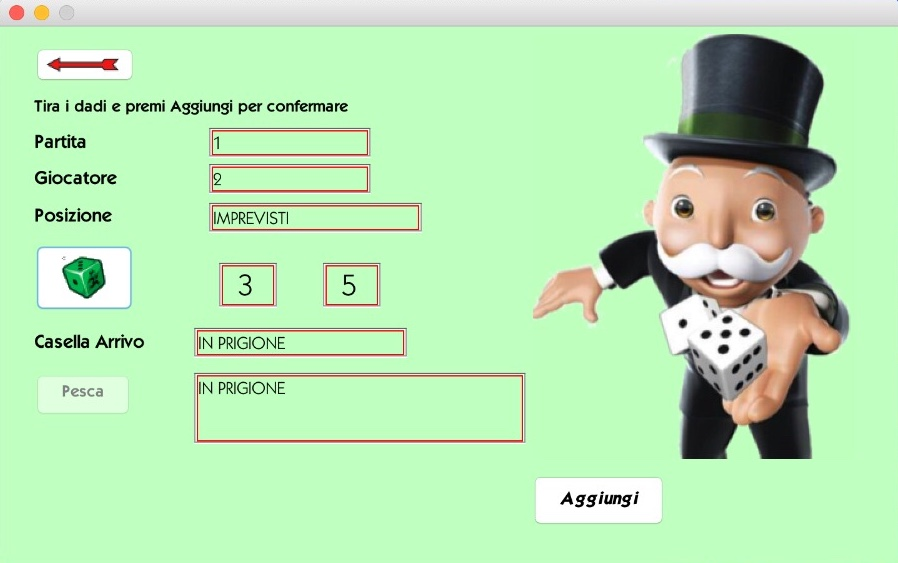 Tira i dadi e premi Aggiungi per confermare
Partita 1
Giocatore 2
Posizione IMPREVISTI
3 5
Casella Arrivo IN PRIGIONE
Pesca IN PRIGIONE
Aggiungi